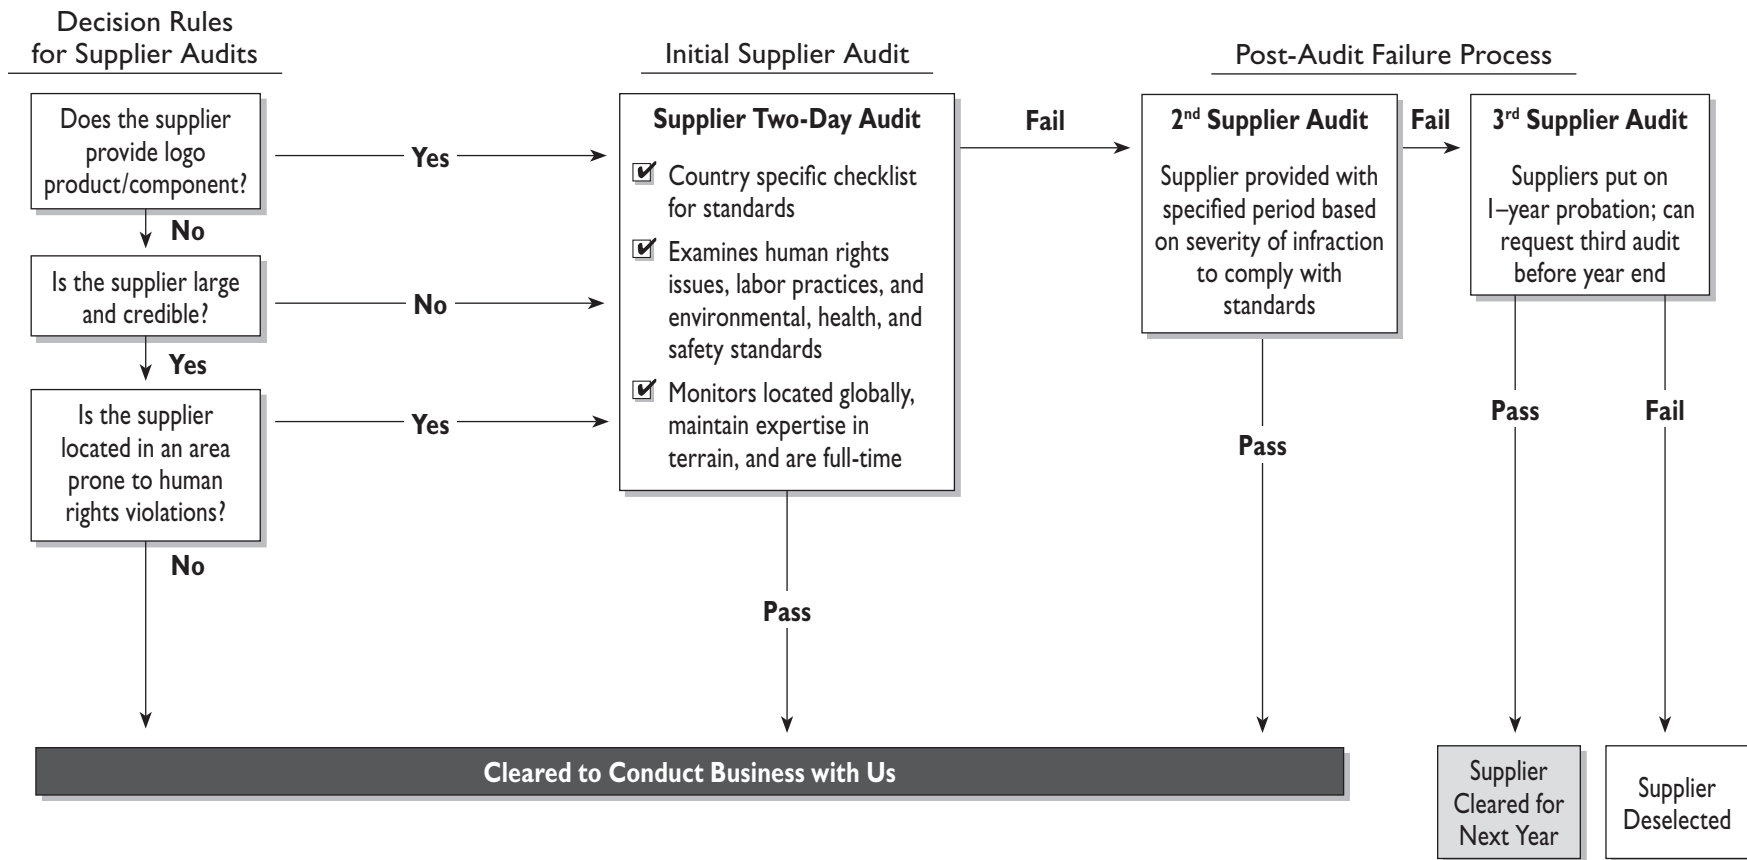 Decision Rules
for Supplier Audits
Does the supplier
provide logo
product/component?
Yes
No
Is the supplier large
and credible?
No
Yes
Is the supplier
located in an area
prone to human
rights violations?
Yes
No
Initial Supplier Audit
Supplier Two-Day Audit
Country specific checklist
for standards
Examines human rights
issues, labor practices, and
environmental, health, and
safety standards
Monitors located globally,
maintain expertise in
terrain, and are full-time
Fail
Pass
Post-Audit Failure Process
2nd Supplier Audit
Supplier provided with
specified period based
on severity of infraction
to comply with
standards
Fail
Pass
3rd Supplier Audit
Suppliers put on
1–year probation; can
request third audit
before year end
Pass
Fail
Cleared to Conduct Business with Us
Supplier
Cleared for
Next Year
Supplier
Deselected